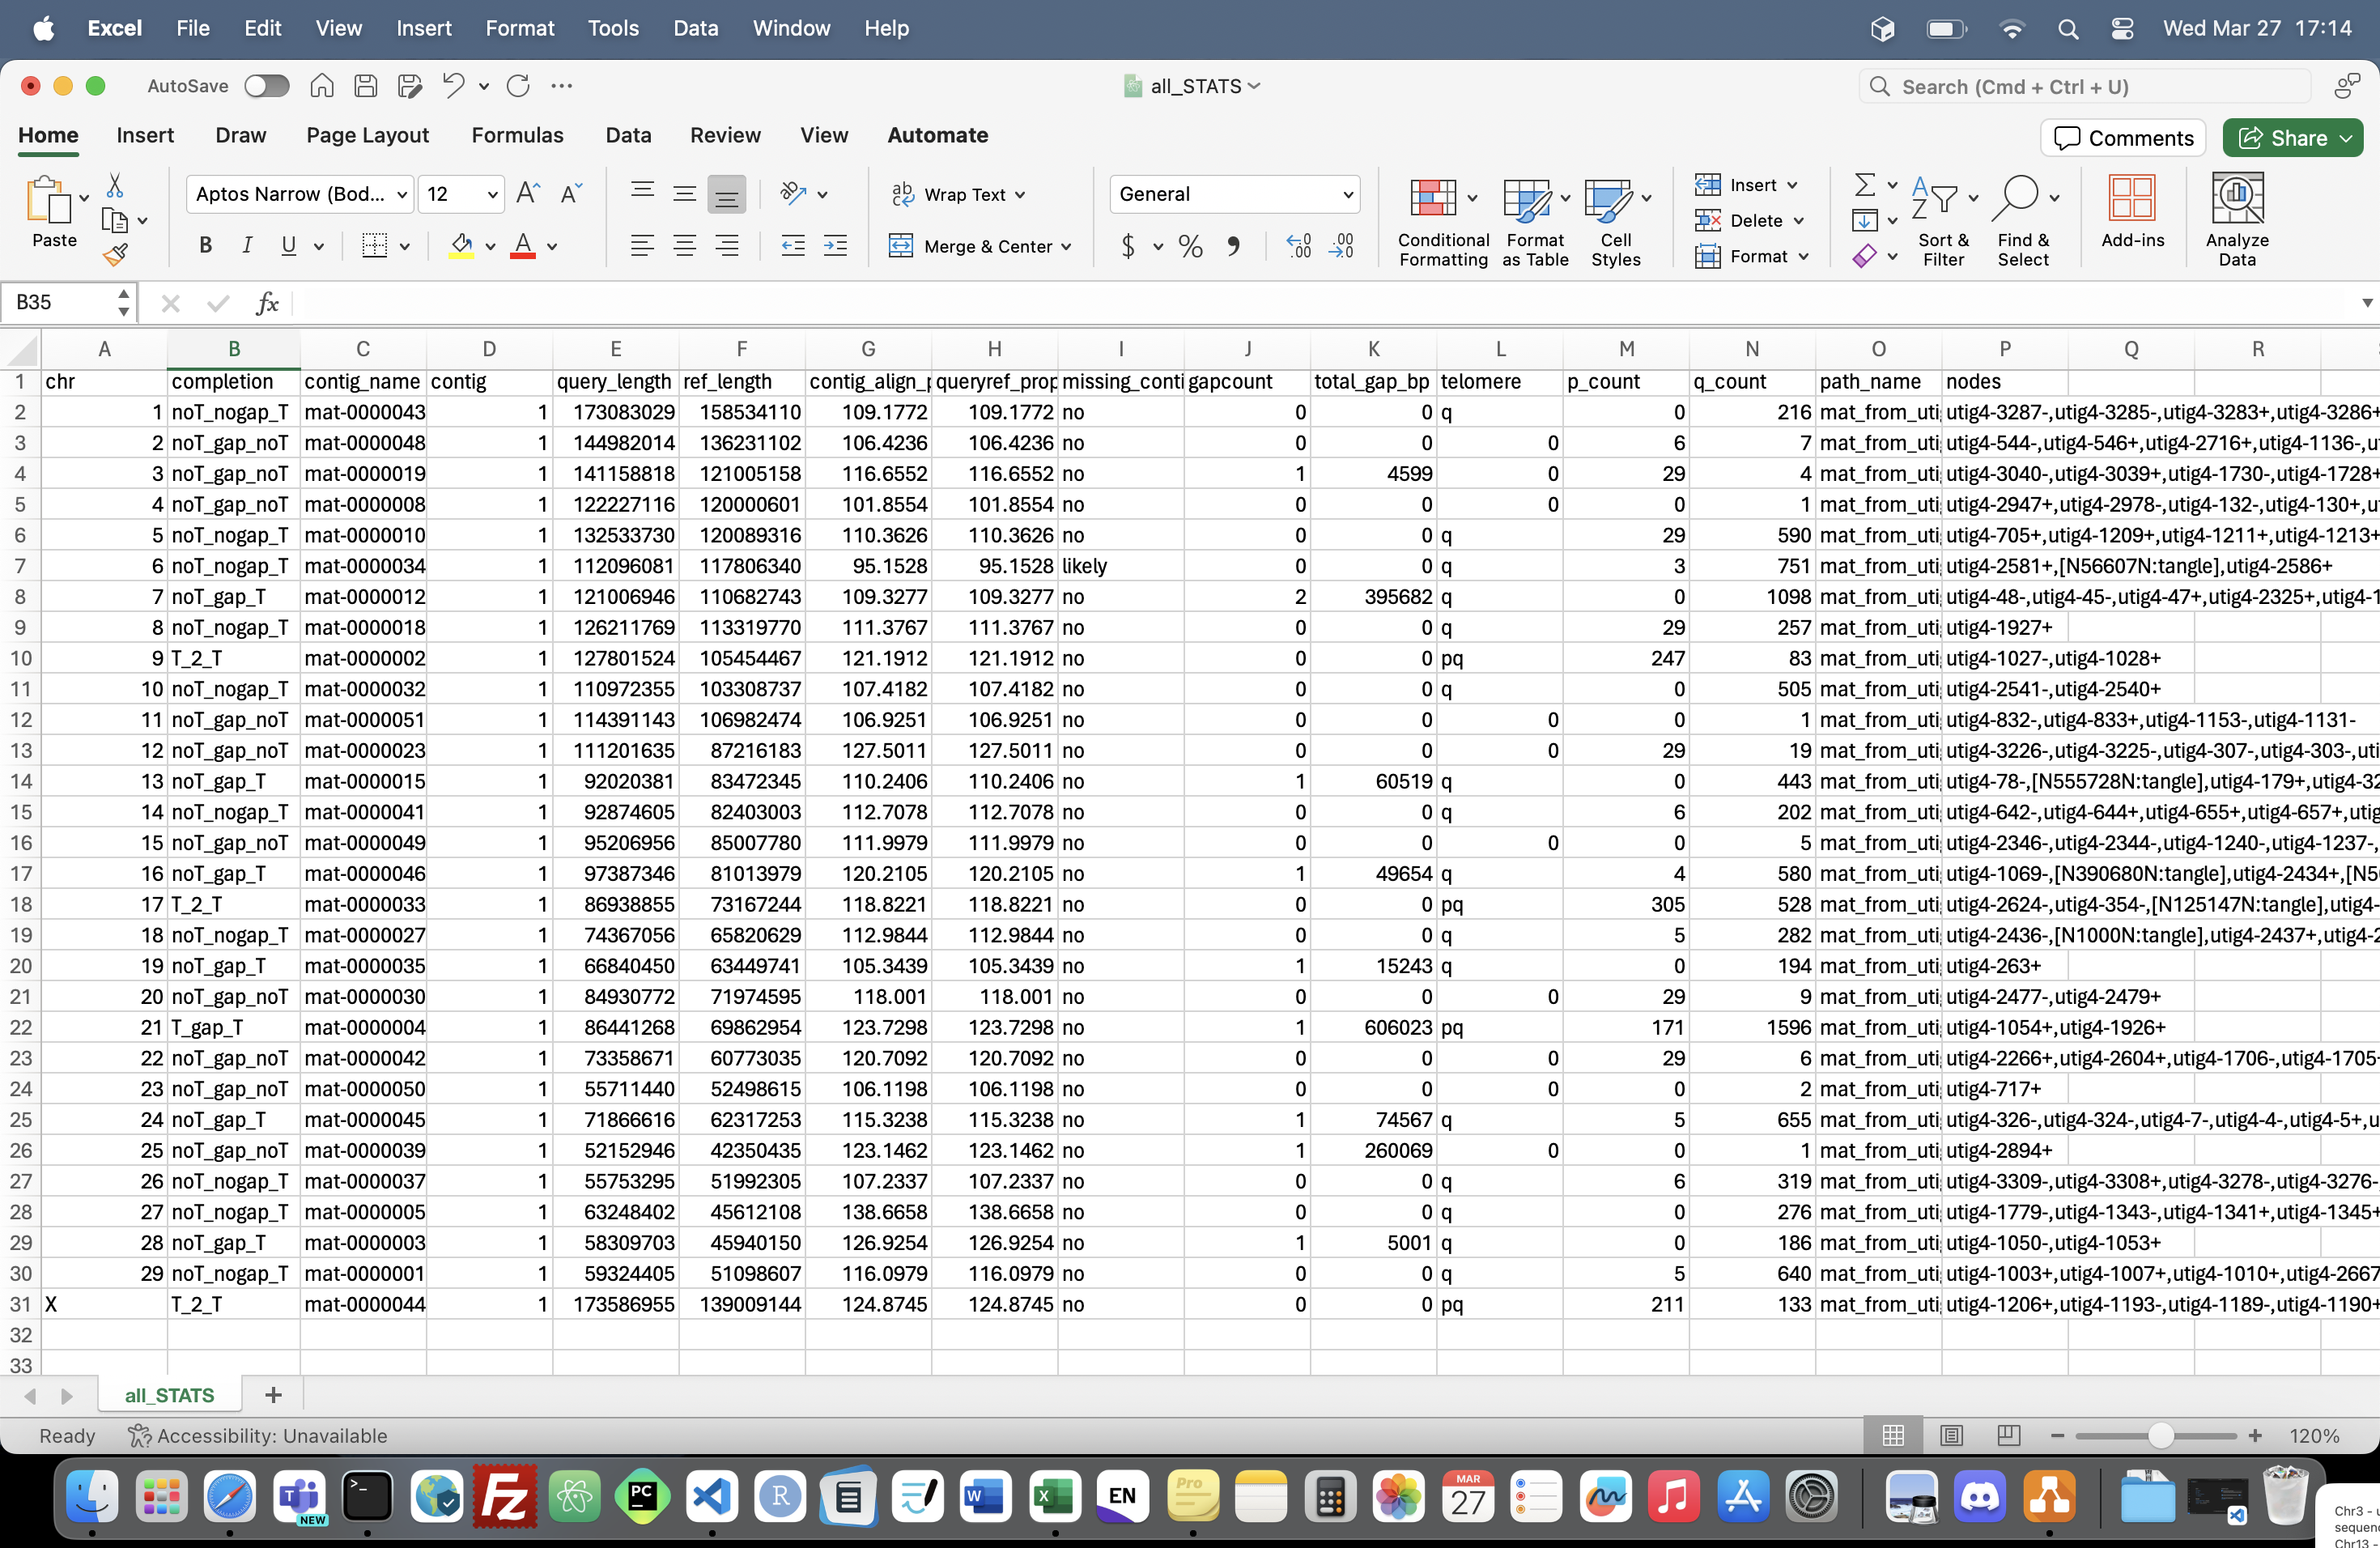 Excel File Edit View Insert Format Tools Data Window Help Wed Mar 27 17:14
AutoSave all_STATS Search (Cmd + Ctrl + U)
Home Insert Draw Page Layout Formulas Data Review View Automate Comments Share
Paste Aptos Narrow (Bod... 12 A^ A˅ Wrap Text General Insert
B I U A Merge & Center $ % , Conditional Formatting Format as Table Cell Styles Delete Format Sort & Filter Find & Select Add-ins Analyze Data
B35 fx
A B C D E F G H I J K L M N O P Q R
1 chr completion contig_name contig query_length ref_length contig_align_p queryref_prop missing_conti gapcount total_gap_bp telomere p_count q_count path_name nodes
2 1 noT_nogap_T mat-0000043 1 173083029 158534110 109.1772 109.1772 no 0 0 q 0 216 mat_from_uti utig4-3287-,utig4-3285-,utig4-3283+,utig4-3286+
3 2 noT_gap_noT mat-0000048 1 144982014 136231102 106.4236 106.4236 no 0 0 0 6 7 mat_from_uti utig4-544-,utig4-546+,utig4-2716+,utig4-1136-,ut
4 3 noT_gap_noT mat-0000019 1 141158818 121005158 116.6552 116.6552 no 1 4599 0 29 4 mat_from_uti utig4-3040-,utig4-3039+,utig4-1730-,utig4-1728+
5 4 noT_gap_noT mat-0000008 1 122227116 120000601 101.8554 101.8554 no 0 0 0 0 1 mat_from_uti utig4-2947+,utig4-2978-,utig4-132-,utig4-130+,ut
6 5 noT_nogap_T mat-0000010 1 132533730 120089316 110.3626 110.3626 no 0 0 q 29 590 mat_from_uti utig4-705+,utig4-1209+,utig4-1211+,utig4-1213+
7 6 noT_nogap_T mat-0000034 1 112096081 117806340 95.1528 95.1528 likely 0 0 q 3 751 mat_from_uti utig4-2581+,[N56607N:tangle],utig4-2586+
8 7 noT_gap_T mat-0000012 1 121006946 110682743 109.3277 109.3277 no 2 395682 q 0 1098 mat_from_uti utig4-48-,utig4-45-,utig4-47+,utig4-2325+,utig4-1
9 8 noT_nogap_T mat-0000018 1 126211769 113319770 111.3767 111.3767 no 0 0 q 29 257 mat_from_uti utig4-1927+
10 9 T_2_T mat-0000002 1 127801524 105454467 121.1912 121.1912 no 0 0 pq 247 83 mat_from_uti utig4-1027-,utig4-1028+
11 10 noT_nogap_T mat-0000032 1 110972355 103308737 107.4182 107.4182 no 0 0 q 0 505 mat_from_uti utig4-2541-,utig4-2540+
12 11 noT_gap_noT mat-0000051 1 114391143 106982474 106.9251 106.9251 no 0 0 0 0 1 mat_from_uti utig4-832-,utig4-833+,utig4-1153-,utig4-1131-
13 12 noT_gap_noT mat-0000023 1 111201635 87216183 127.5011 127.5011 no 0 0 0 29 19 mat_from_uti utig4-3226-,utig4-3225-,utig4-307-,utig4-303-,uti
14 13 noT_gap_T mat-0000015 1 92020381 83472345 110.2406 110.2406 no 1 60519 q 0 443 mat_from_uti utig4-78-,[N555728N:tangle],utig4-179+,utig4-32
15 14 noT_nogap_T mat-0000041 1 92874605 82403003 112.7078 112.7078 no 0 0 q 6 202 mat_from_uti utig4-642-,utig4-644+,utig4-655+,utig4-657+,utig
16 15 noT_gap_noT mat-0000049 1 95206956 85007780 111.9979 111.9979 no 0 0 0 0 5 mat_from_uti utig4-2346-,utig4-2344-,utig4-1240-,utig4-1237-,
17 16 noT_gap_T mat-0000046 1 97387346 81013979 120.2105 120.2105 no 1 49654 q 4 580 mat_from_uti utig4-1069-,[N390680N:tangle],utig4-2434+,[N5
18 17 T_2_T mat-0000033 1 86938855 73167244 118.8221 118.8221 no 0 0 pq 305 528 mat_from_uti utig4-2624-,utig4-354-,[N125147N:tangle],utig4-
19 18 noT_nogap_T mat-0000027 1 74367056 65820629 112.9844 112.9844 no 0 0 q 5 282 mat_from_uti utig4-2436-,[N1000N:tangle],utig4-2437+,utig4-2
20 19 noT_gap_T mat-0000035 1 66840450 63449741 105.3439 105.3439 no 1 15243 q 0 194 mat_from_uti utig4-263+
21 20 noT_gap_noT mat-0000030 1 84930772 71974595 118.001 118.001 no 0 0 0 29 9 mat_from_uti utig4-2477-,utig4-2479+
22 21 T_gap_T mat-0000004 1 86441268 69862954 123.7298 123.7298 no 1 606023 pq 171 1596 mat_from_uti utig4-1054+,utig4-1926+
23 22 noT_gap_noT mat-0000042 1 73358671 60773035 120.7092 120.7092 no 0 0 0 29 6 mat_from_uti utig4-2266+,utig4-2604+,utig4-1706-,utig4-1705-
24 23 noT_gap_noT mat-0000050 1 55711440 52498615 106.1198 106.1198 no 0 0 0 0 2 mat_from_uti utig4-717+
25 24 noT_gap_T mat-0000045 1 71866616 62317253 115.3238 115.3238 no 1 74567 q 5 655 mat_from_uti utig4-326-,utig4-324-,utig4-7-,utig4-4-,utig4-5+,u
26 25 noT_gap_noT mat-0000039 1 52152946 42350435 123.1462 123.1462 no 1 260069 0 0 1 mat_from_uti utig4-2894+
27 26 noT_nogap_T mat-0000037 1 55753295 51992305 107.2337 107.2337 no 0 0 q 6 319 mat_from_uti utig4-3309-,utig4-3308+,utig4-3278-,utig4-3276-
28 27 noT_nogap_T mat-0000005 1 63248402 45612108 138.6658 138.6658 no 0 0 q 0 276 mat_from_uti utig4-1779-,utig4-1343-,utig4-1341+,utig4-1345+
29 28 noT_gap_T mat-0000003 1 58309703 45940150 126.9254 126.9254 no 1 5001 q 0 186 mat_from_uti utig4-1050-,utig4-1053+
30 29 noT_nogap_T mat-0000001 1 59324405 51098607 116.0979 116.0979 no 0 0 q 5 640 mat_from_uti utig4-1003+,utig4-1007+,utig4-1010+,utig4-2667
31 X T_2_T mat-0000044 1 173586955 139009144 124.8745 124.8745 no 0 0 pq 211 133 mat_from_uti utig4-1206+,utig4-1193-,utig4-1189-,utig4-1190+
32
33
all_STATS +
Ready Accessibility: Unavailable 120%
T NEW >_ Fz PC R W X EN Pro MAR 27
Chr3 - u
sequenc
Chr13 -